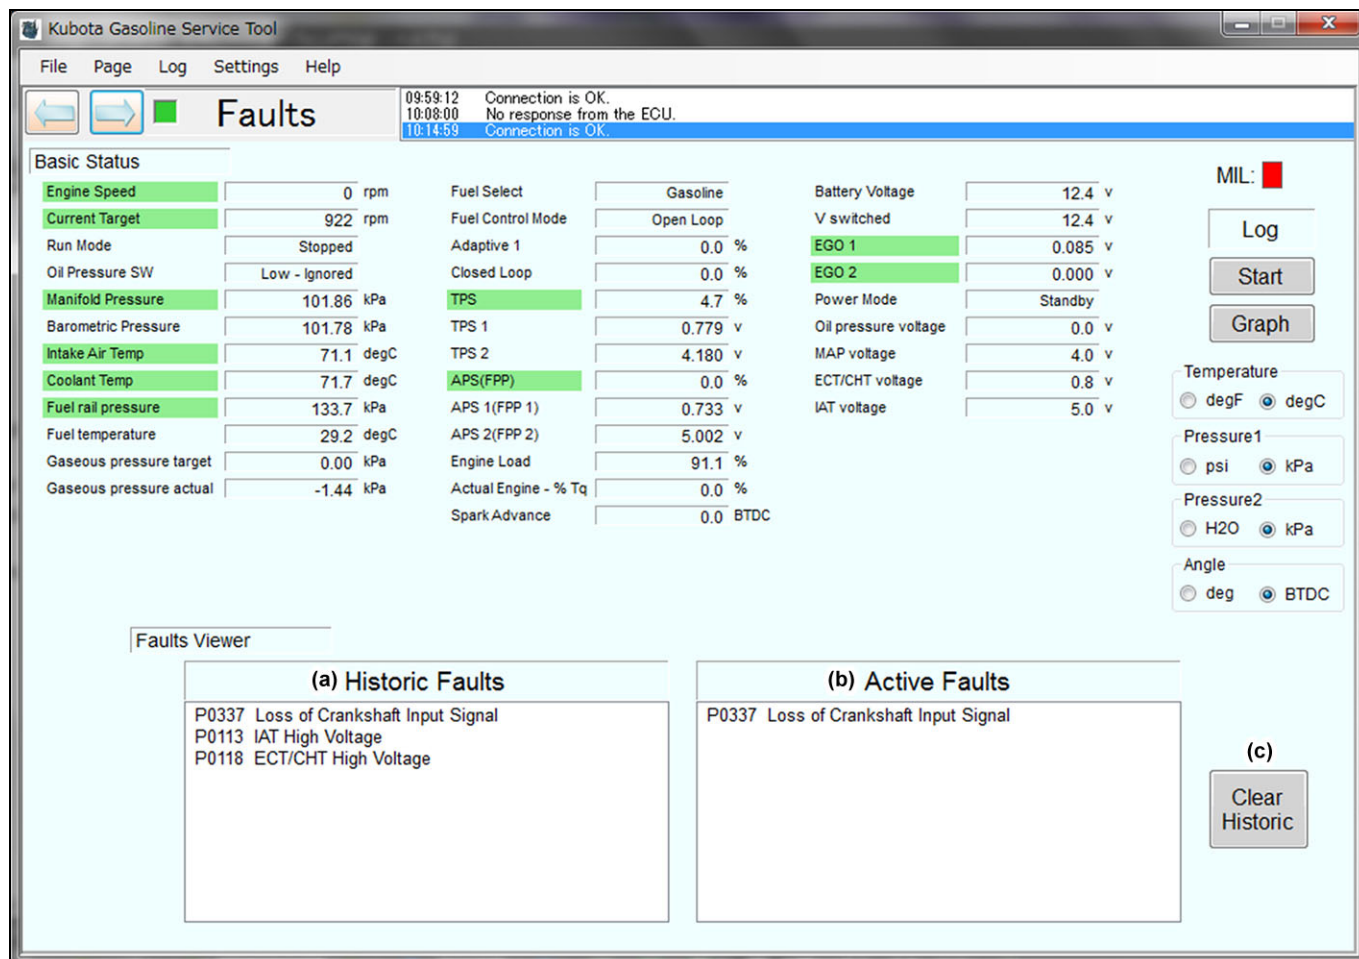 Kubota Gasoline Service Tool
File Page Log Settings Help
Faults
09:59:12 Connection is OK.
10:08:00 No response from the ECU.
10:14:59 Connection is OK.
Basic Status
Engine Speed 0 rpm
Current Target 922 rpm
Run Mode Stopped
Oil Pressure SW Low - Ignored
Manifold Pressure 101.86 kPa
Barometric Pressure 101.78 kPa
Intake Air Temp 71.1 degC
Coolant Temp 71.7 degC
Fuel rail pressure 133.7 kPa
Fuel temperature 29.2 degC
Gaseous pressure target 0.00 kPa
Gaseous pressure actual -1.44 kPa
Fuel Select Gasoline
Fuel Control Mode Open Loop
Adaptive 1 0.0 %
Closed Loop 0.0 %
TPS 4.7 %
TPS 1 0.779 v
TPS 2 4.180 v
APS(FPP) 0.0 %
APS 1(FPP 1) 0.733 v
APS 2(FPP 2) 5.002 v
Engine Load 91.1 %
Actual Engine - % Tq 0.0 %
Spark Advance 0.0 BTDC
Battery Voltage 12.4 v
V switched 12.4 v
EGO 1 0.085 v
EGO 2 0.000 v
Power Mode Standby
Oil pressure voltage 0.0 v
MAP voltage 4.0 v
ECT/CHT voltage 0.8 v
IAT voltage 5.0 v
MIL:
Log
Start
Graph
Temperature
degF degC
Pressure1
psi kPa
Pressure2
H2O kPa
Angle
deg BTDC
Faults Viewer
(a) Historic Faults
P0337 Loss of Crankshaft Input Signal
P0113 IAT High Voltage
P0118 ECT/CHT High Voltage
(b) Active Faults
P0337 Loss of Crankshaft Input Signal
(c)
Clear
Historic